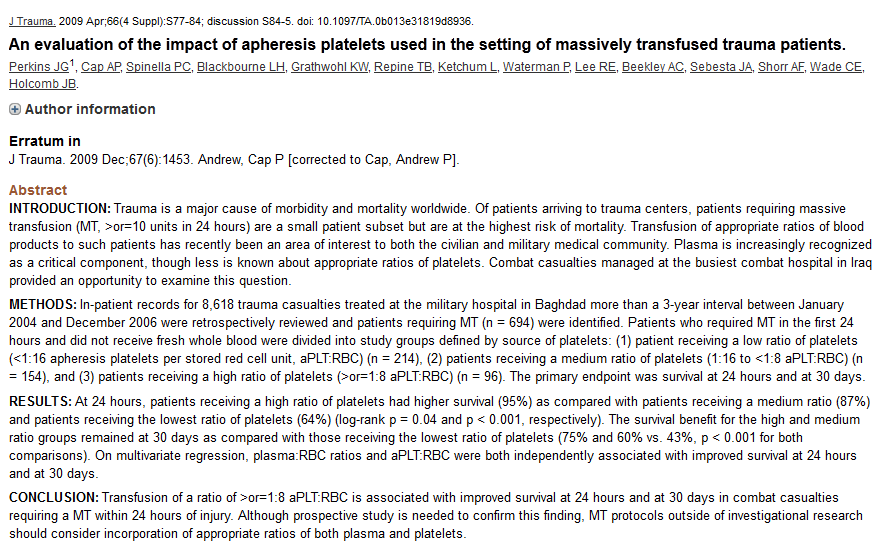 J Trauma. 2009 Apr;66(4 Suppl):S77-84; discussion S84-5. doi: 10.1097/TA.0b013e31819d8936.
An evaluation of the impact of apheresis platelets used in the setting of massively transfused trauma patients.
Perkins JG1, Cap AP, Spinella PC, Blackbourne LH, Grathwohl KW, Repine TB, Ketchum L, Waterman P, Lee RE, Beekley AC, Sebesta JA, Shorr AF, Wade CE,
Holcomb JB.
Author information
Erratum in
J Trauma. 2009 Dec;67(6):1453. Andrew, Cap P [corrected to Cap, Andrew P].
Abstract
INTRODUCTION: Trauma is a major cause of morbidity and mortality worldwide. Of patients arriving to trauma centers, patients requiring massive
transfusion (MT, >or=10 units in 24 hours) are a small patient subset but are at the highest risk of mortality. Transfusion of appropriate ratios of blood
products to such patients has recently been an area of interest to both the civilian and military medical community. Plasma is increasingly recognized
as a critical component, though less is known about appropriate ratios of platelets. Combat casualties managed at the busiest combat hospital in Iraq
provided an opportunity to examine this question.
METHODS: In-patient records for 8,618 trauma casualties treated at the military hospital in Baghdad more than a 3-year interval between January
2004 and December 2006 were retrospectively reviewed and patients requiring MT (n = 694) were identified. Patients who required MT in the first 24
hours and did not receive fresh whole blood were divided into study groups defined by source of platelets: (1) patient receiving a low ratio of platelets
(<1:16 apheresis platelets per stored red cell unit, aPLT:RBC) (n = 214), (2) patients receiving a medium ratio of platelets (1:16 to <1:8 aPLT:RBC) (n
= 154), and (3) patients receiving a high ratio of platelets (>or=1:8 aPLT:RBC) (n = 96). The primary endpoint was survival at 24 hours and at 30 days.
RESULTS: At 24 hours, patients receiving a high ratio of platelets had higher survival (95%) as compared with patients receiving a medium ratio (87%)
and patients receiving the lowest ratio of platelets (64%) (log-rank p = 0.04 and p < 0.001, respectively). The survival benefit for the high and medium
ratio groups remained at 30 days as compared with those receiving the lowest ratio of platelets (75% and 60% vs. 43%, p < 0.001 for both
comparisons). On multivariate regression, plasma:RBC ratios and aPLT:RBC were both independently associated with improved survival at 24 hours
and at 30 days.
CONCLUSION: Transfusion of a ratio of >or=1:8 aPLT:RBC is associated with improved survival at 24 hours and at 30 days in combat casualties
requiring a MT within 24 hours of injury. Although prospective study is needed to confirm this finding, MT protocols outside of investigational research
should consider incorporation of appropriate ratios of both plasma and platelets.